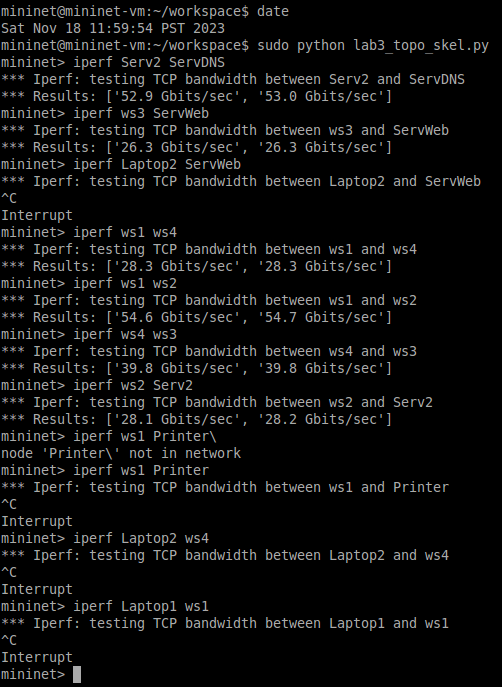 mininet@mininet-vm:~/workspace$ date
Sat Nov 18 11:59:54 PST 2023
mininet@mininet-vm:~/workspace$ sudo python lab3_topo_skel.py
mininet> iperf Serv2 ServDNS
*** Iperf: testing TCP bandwidth between Serv2 and ServDNS
*** Results: ['52.9 Gbits/sec', '53.0 Gbits/sec']
mininet> iperf ws3 ServWeb
*** Iperf: testing TCP bandwidth between ws3 and ServWeb
*** Results: ['26.3 Gbits/sec', '26.3 Gbits/sec']
mininet> iperf Laptop2 ServWeb
*** Iperf: testing TCP bandwidth between Laptop2 and ServWeb
^C
Interrupt
mininet> iperf ws1 ws4
*** Iperf: testing TCP bandwidth between ws1 and ws4
*** Results: ['28.3 Gbits/sec', '28.3 Gbits/sec']
mininet> iperf ws1 ws2
*** Iperf: testing TCP bandwidth between ws1 and ws2
*** Results: ['54.6 Gbits/sec', '54.7 Gbits/sec']
mininet> iperf ws4 ws3
*** Iperf: testing TCP bandwidth between ws4 and ws3
*** Results: ['39.8 Gbits/sec', '39.8 Gbits/sec']
mininet> iperf ws2 Serv2
*** Iperf: testing TCP bandwidth between ws2 and Serv2
*** Results: ['28.1 Gbits/sec', '28.2 Gbits/sec']
mininet> iperf ws1 Printer\
node 'Printer\' not in network
mininet> iperf ws1 Printer
*** Iperf: testing TCP bandwidth between ws1 and Printer
^C
Interrupt
mininet> iperf Laptop2 ws4
*** Iperf: testing TCP bandwidth between Laptop2 and ws4
^C
Interrupt
mininet> iperf Laptop1 ws1
*** Iperf: testing TCP bandwidth between Laptop1 and ws1
^C
Interrupt
mininet>